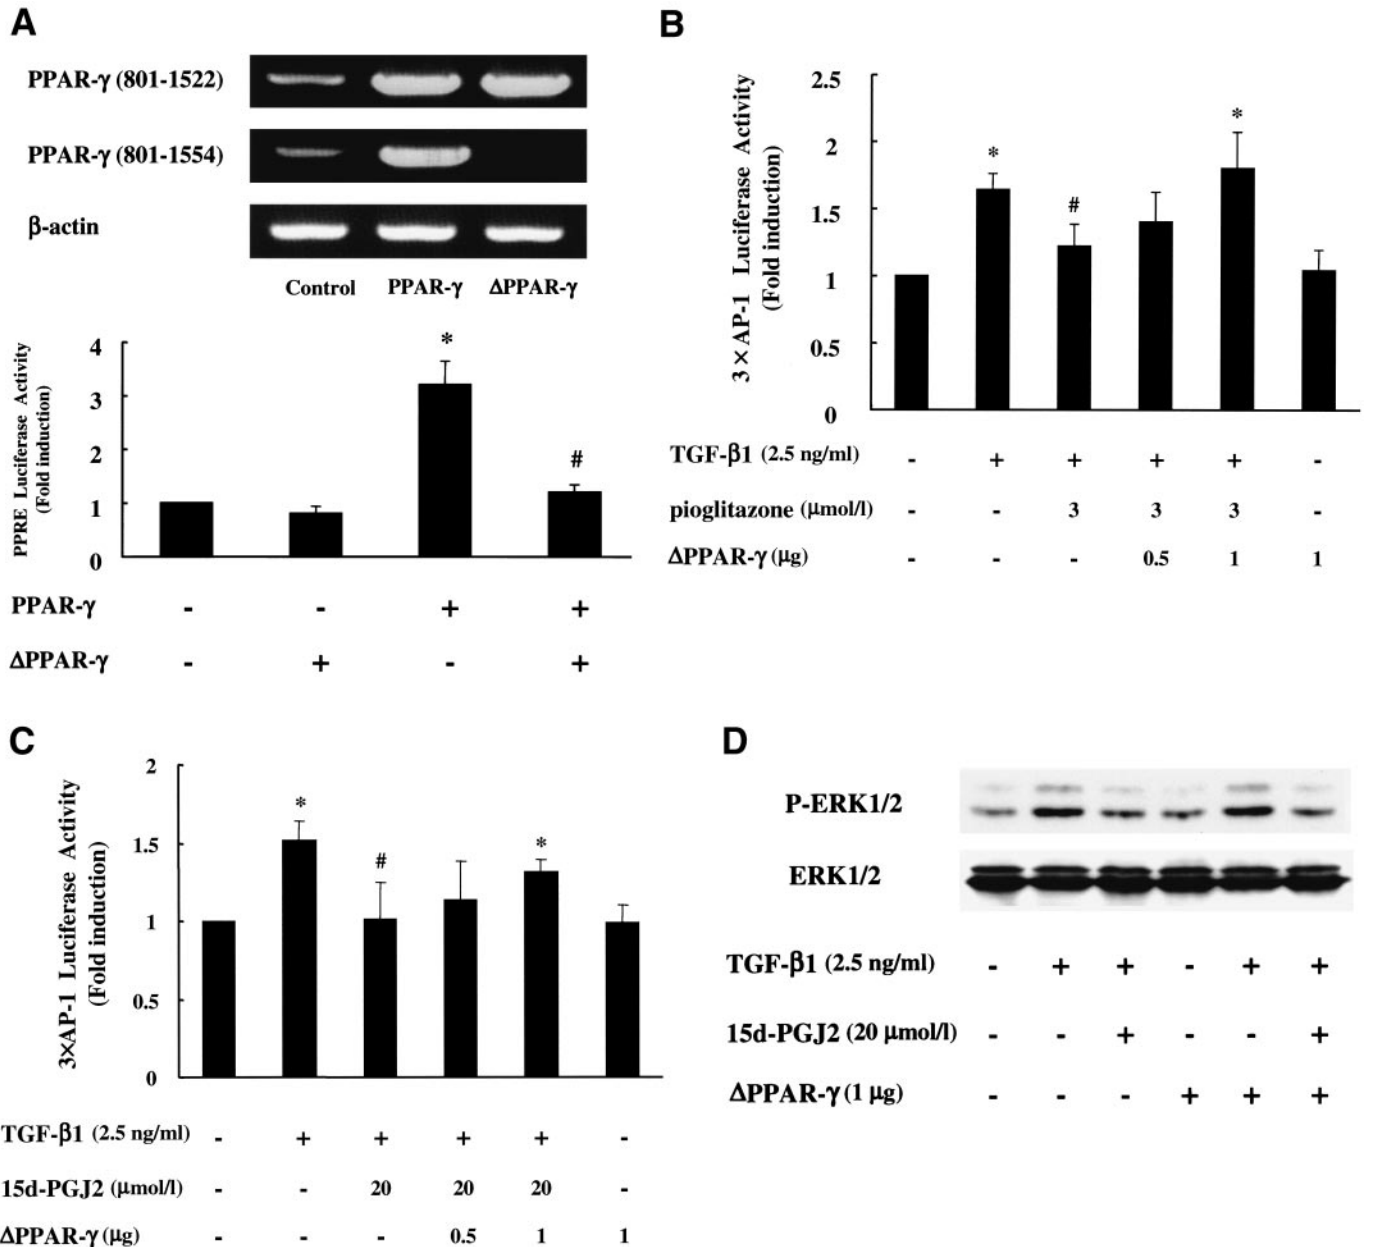 A
PPAR-γ (801-1522)
PPAR-γ (801-1554)
β-actin
Control PPAR-γ ΔPPAR-γ
PPRE Luciferase Activity
(Fold induction)
4
3
2
1
0
*
#
PPAR-γ - - + +
ΔPPAR-γ - + - +
B
3×AP-1 Luciferase Activity
(Fold induction)
2.5
2
1.5
1
0.5
0
*
#
*
TGF-β1 (2.5 ng/ml) - + + + + -
pioglitazone (μmol/l) - - 3 3 3 -
ΔPPAR-γ (μg) - - - 0.5 1 1
C
3×AP-1 Luciferase Activity
(Fold induction)
2
1.5
1
0.5
0
*
#
*
TGF-β1 (2.5 ng/ml) - + + + + -
15d-PGJ2 (μmol/l) - - 20 20 20 -
ΔPPAR-γ (μg) - - - 0.5 1 1
D
P-ERK1/2
ERK1/2
TGF-β1 (2.5 ng/ml) - + + - + +
15d-PGJ2 (20 μmol/l) - - + - - +
ΔPPAR-γ (1 μg) - - - + + +